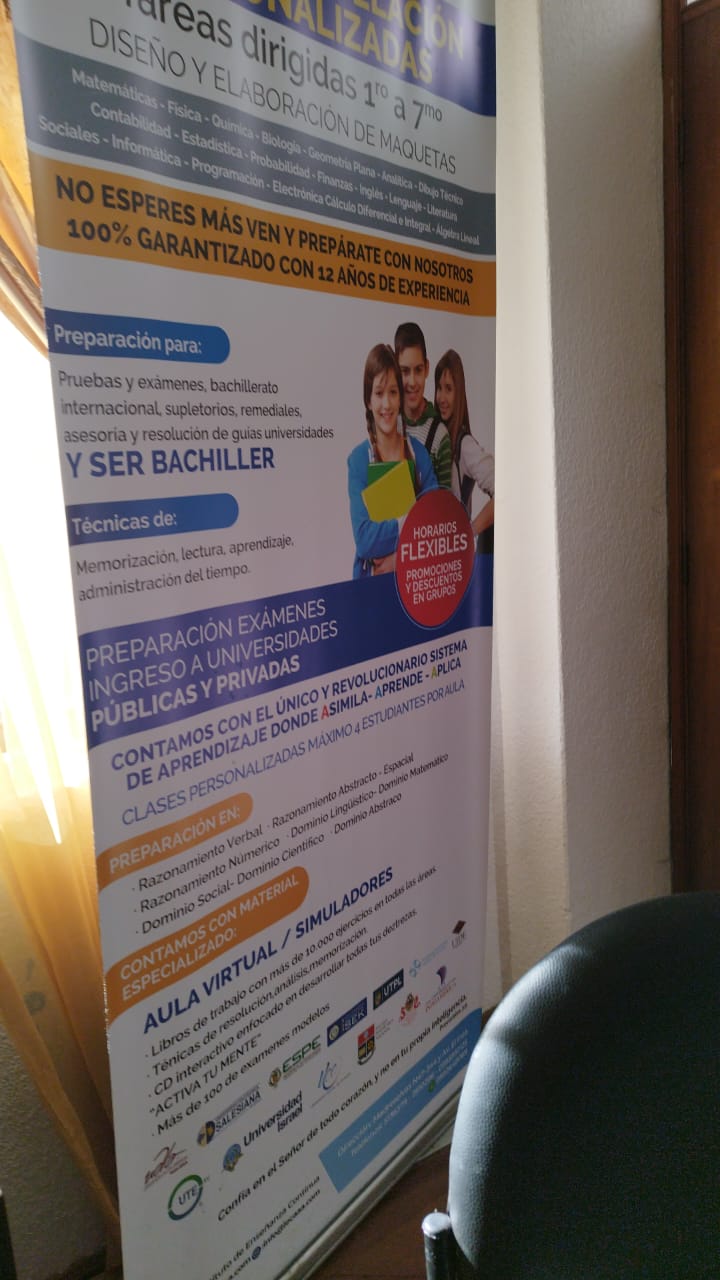 NIVELACIÓN
PERSONALIZADAS
Tareas dirigidas 1ro a 7mo
DISEÑO Y ELABORACIÓN DE MAQUETAS
Matemáticas - Física - Química - Biología - Geometría Plana - Analítica - Dibujo Técnico
Contabilidad - Estadística - Probabilidad - Finanzas - Inglés - Lenguaje - Literatura
Sociales - Informática - Programación - Electrónica Cálculo Diferencial e Integral - Álgebra Lineal
NO ESPERES MÁS VEN Y PREPÁRATE CON NOSOTROS
100% GARANTIZADO CON 12 AÑOS DE EXPERIENCIA
Preparación para:
Pruebas y exámenes, bachillerato
internacional, supletorios, remediales,
asesoría y resolución de guías universidades
Y SER BACHILLER
Técnicas de:
Memorización, lectura, aprendizaje,
administración del tiempo.
HORARIOS
FLEXIBLES
PROMOCIONES
Y DESCUENTOS
EN GRUPOS
PREPARACIÓN EXÁMENES
INGRESO A UNIVERSIDADES
PÚBLICAS Y PRIVADAS
CONTAMOS CON EL ÚNICO Y REVOLUCIONARIO SISTEMA
DE APRENDIZAJE DONDE ASIMILA- APRENDE - APLICA
CLASES PERSONALIZADAS MÁXIMO 4 ESTUDIANTES POR AULA
PREPARACIÓN EN:
· Razonamiento Verbal · Razonamiento Abstracto - Espacial
· Razonamiento Númerico · Dominio Lingüístico- Dominio Matemático
· Dominio Social- Dominio Científico · Dominio Abstraco
CONTAMOS CON MATERIAL
ESPECIALIZADO:
AULA VIRTUAL / SIMULADORES
· Libros de trabajo con más de 10.000 ejercicios en todas las áreas.
· Ténicas de resolución,análisis,memorización.
· CD interactivo enfocado en desarrollar todas tus destrezas.
"ACTIVA TU MENTE"
· Más de 100 de exámenes modelos
SALESIANA
ESPE
ISEK
UTPL
UTE
Universidad
Israel
Confía en el Señor de todo corazón, y no en tu propia inteligencia.